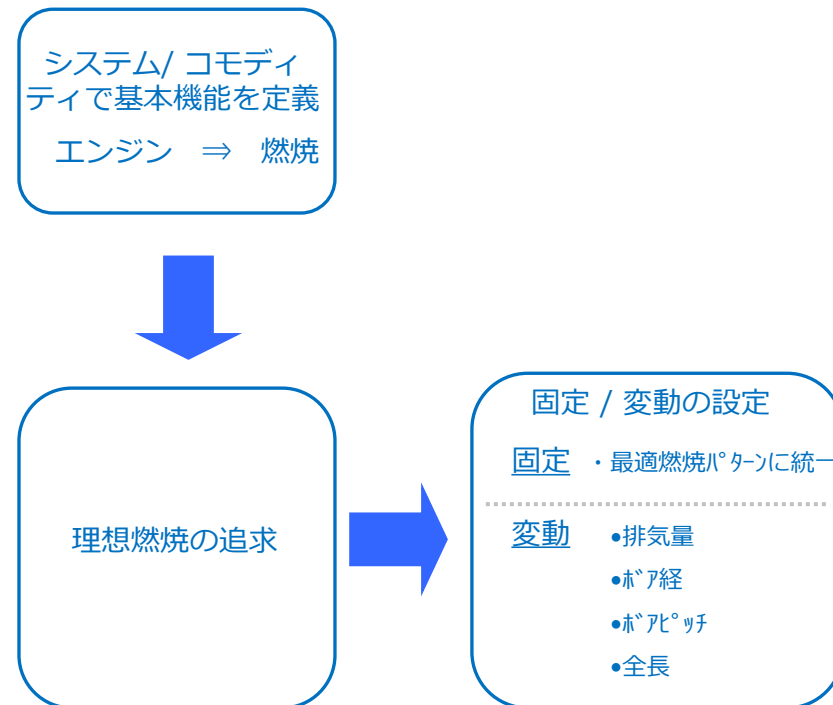 システム/ コモディ
ティで基本機能を定義
エンジン ⇒ 燃焼
理想燃焼の追求
固定 / 変動の設定
固定 ・最適燃焼ﾊﾟﾀｰﾝに統一
変動 •排気量
•ﾎﾞｱ経
•ﾎﾞｱﾋﾟｯﾁ
•全長